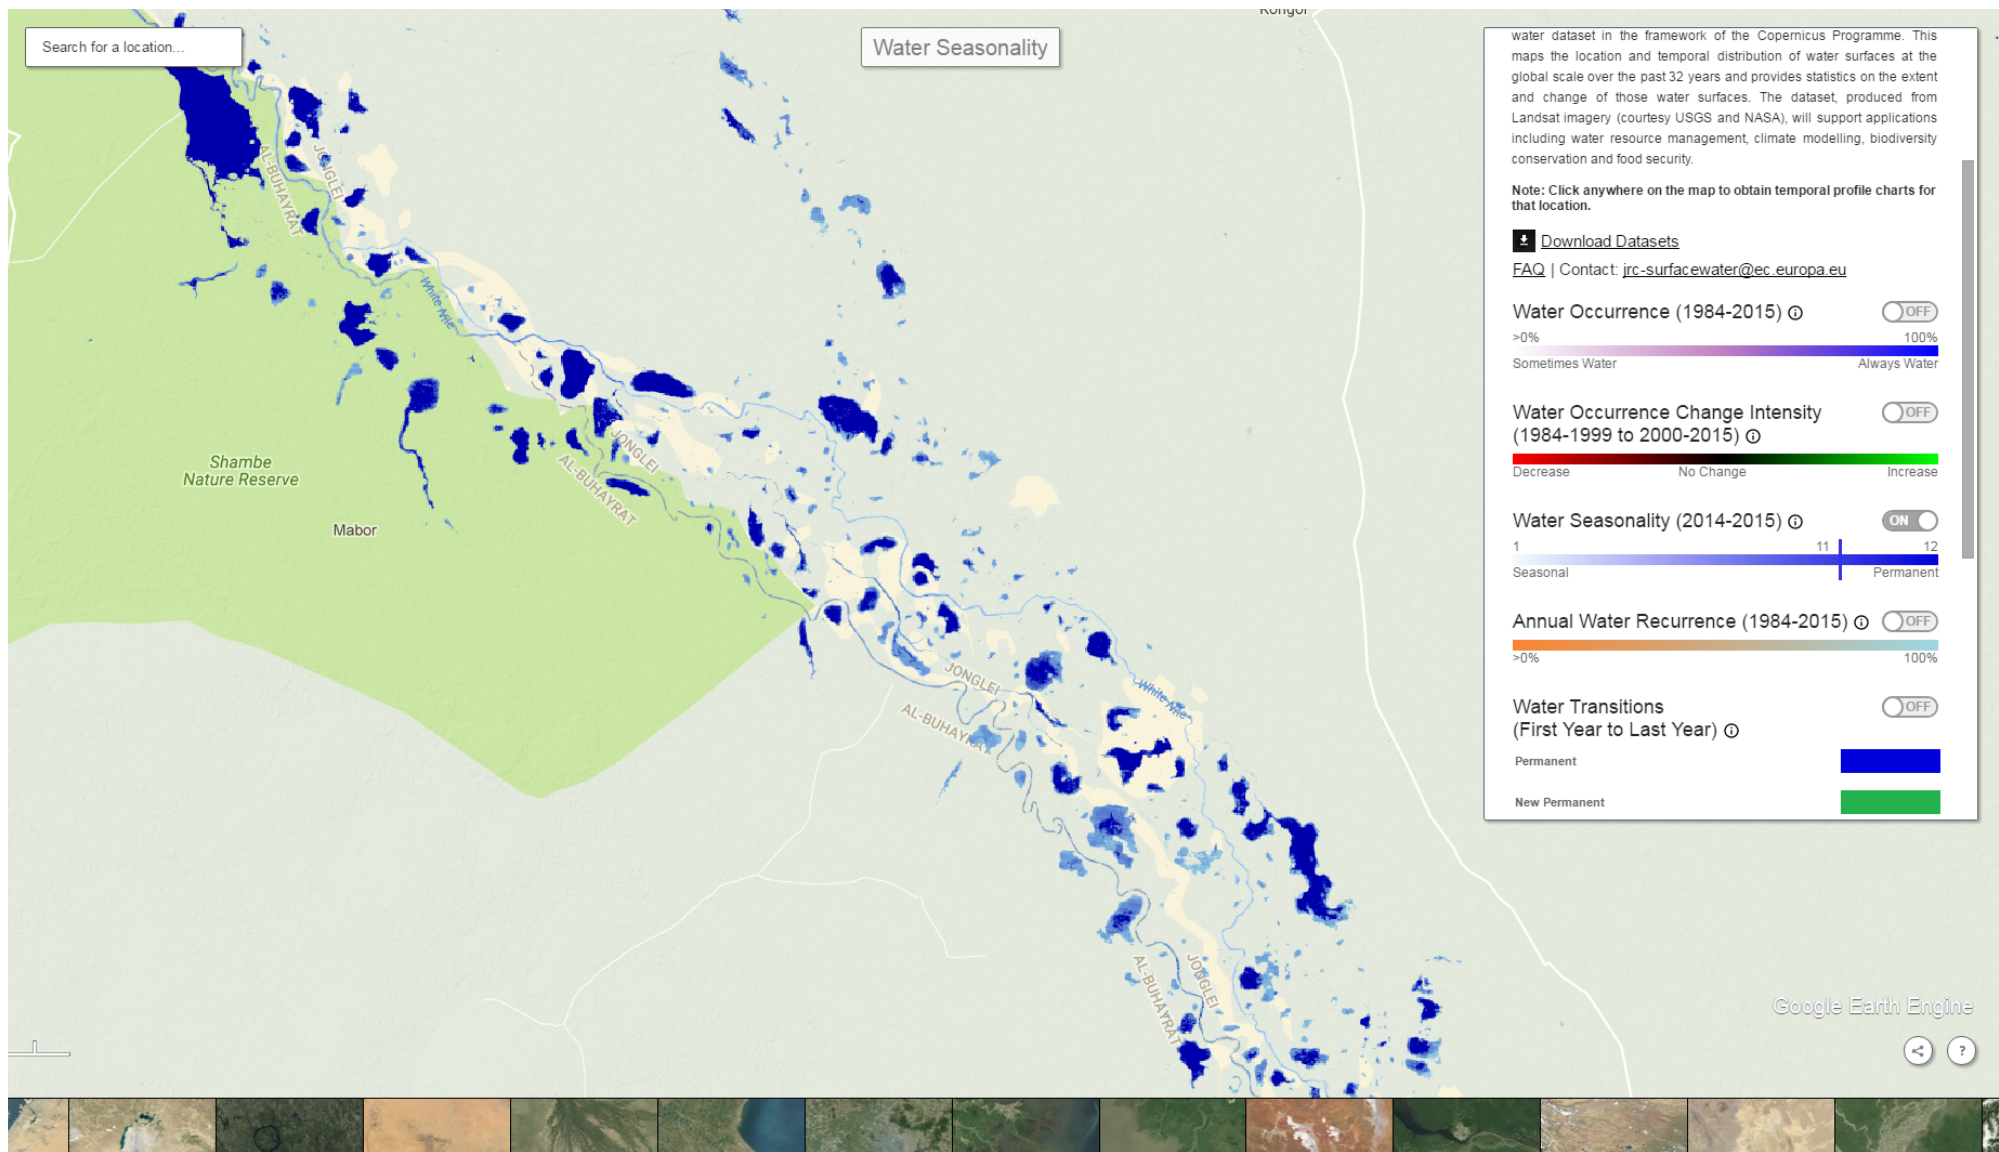 Kongor
Search for a location...
Water Seasonality
water dataset in the framework of the Copernicus Programme. This
maps the location and temporal distribution of water surfaces at the
global scale over the past 32 years and provides statistics on the extent
and change of those water surfaces. The dataset, produced from
Landsat imagery (courtesy USGS and NASA), will support applications
including water resource management, climate modelling, biodiversity
conservation and food security.
Note: Click anywhere on the map to obtain temporal profile charts for
that location.
Download Datasets
FAQ | Contact: jrc-surfacewater@ec.europa.eu
Water Occurrence (1984-2015)
OFF
>0%
100%
Sometimes Water
Always Water
Water Occurrence Change Intensity
(1984-1999 to 2000-2015)
OFF
Decrease
No Change
Increase
Water Seasonality (2014-2015)
ON
1
11
12
Seasonal
Permanent
Annual Water Recurrence (1984-2015)
OFF
>0%
100%
Water Transitions
(First Year to Last Year)
OFF
Permanent
New Permanent
AL-BUHAYRAT
JONGLEI
White Nile
JONGLEI
AL-BUHAYRAT
Shambe
Nature Reserve
Mabor
JONGLEI
AL-BUHAYRAT
White Nile
AL-BUHAYRAT
JONGLEI
Google Earth Engine
?